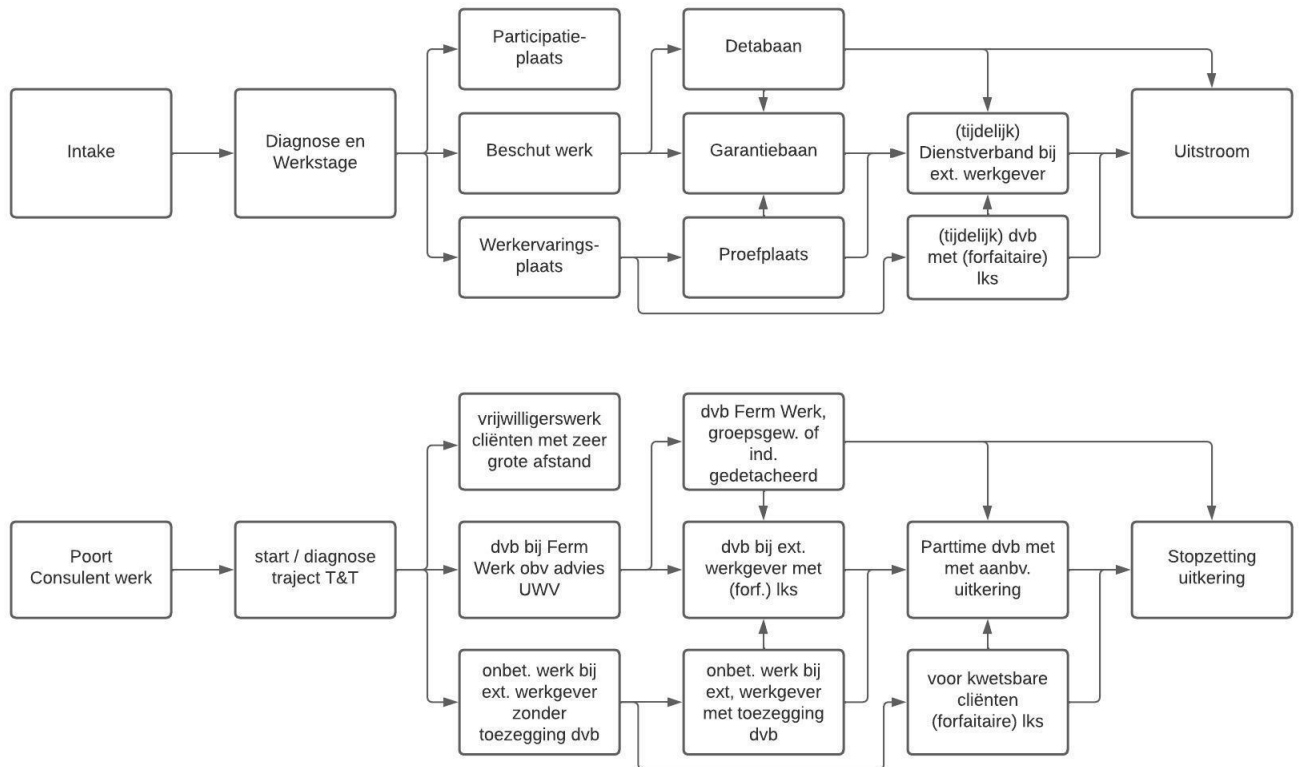 Participatie-
plaats
Detabaan
Intake
Diagnose en
Werkstage
Beschut werk
Garantiebaan
(tijdelijk)
Dienstverband bij
ext. werkgever
Uitstroom
Werkervarings-
plaats
Proefplaats
(tijdelijk) dvb
met (forfaitaire)
lks
vrijwilligerswerk
cliënten met zeer
grote afstand
dvb Ferm Werk,
groepsgew. of
ind.
gedetacheerd
Poort
Consulent werk
start / diagnose
traject T&T
dvb bij Ferm
Werk obv advies
UWV
dvb bij ext.
werkgever met
(forf.) lks
Parttime dvb met
met aanbv.
uitkering
Stopzetting
uitkering
onbet. werk bij
ext. werkgever
zonder
toezegging dvb
onbet. werk bij
ext, werkgever
met toezegging
dvb
voor kwetsbare
cliënten
(forfaitaire) lks